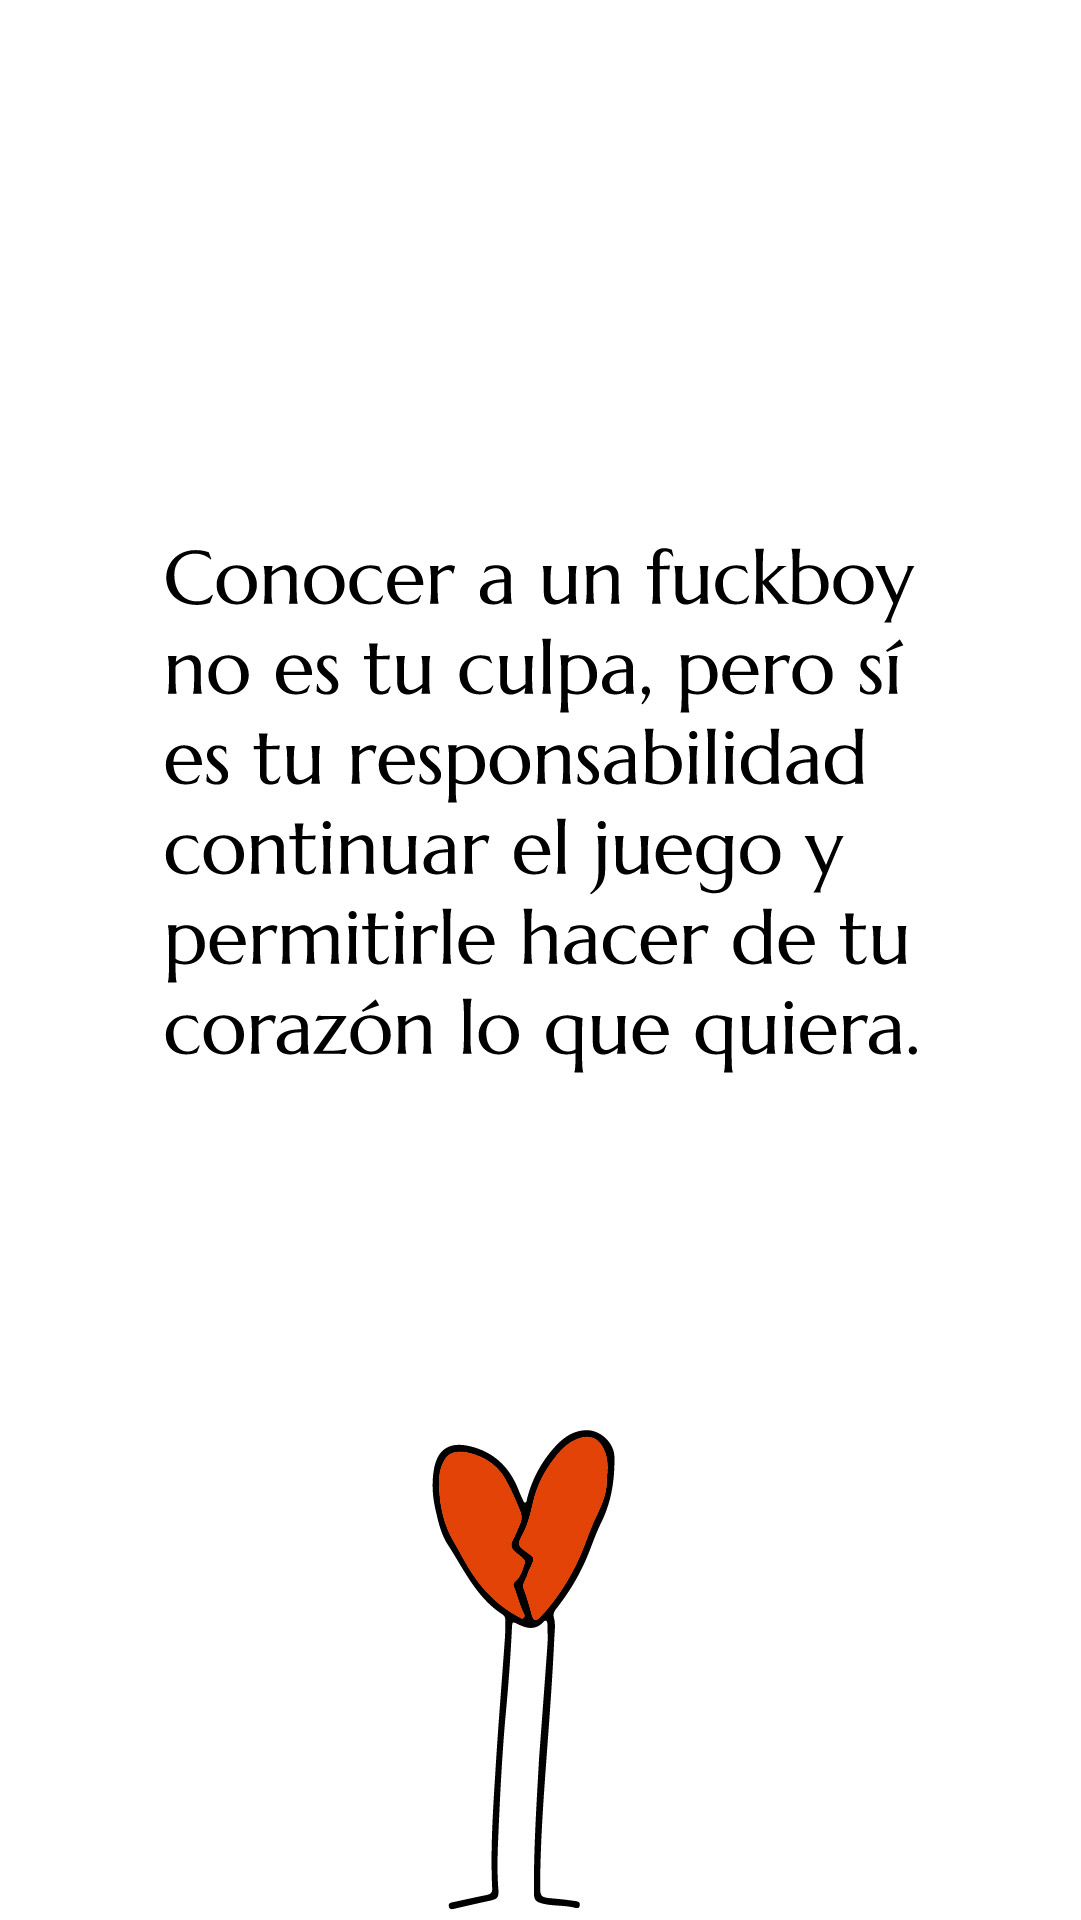 Conocer a un fuckboy
no es tu culpa, pero sí
es tu responsabilidad
continuar el juego y
permitirle hacer de tu
corazón lo que quiera.